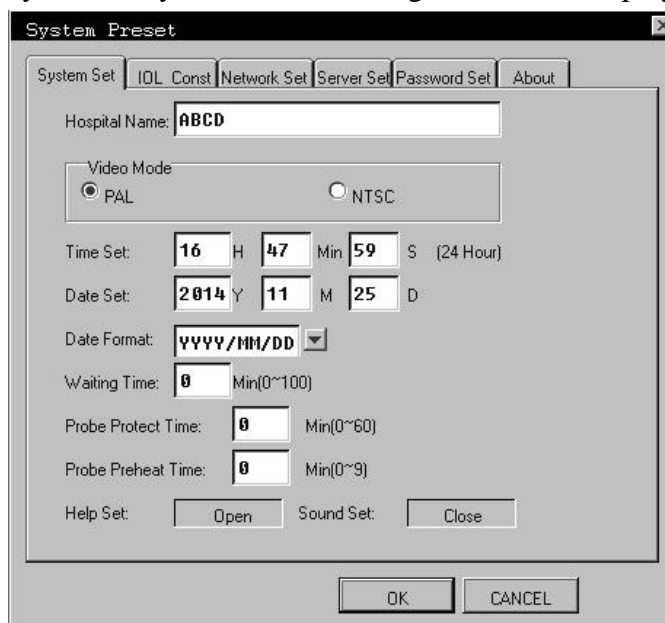 System Preset
System Set IOL Const Network Set Server Set Password Set About
Hospital Name: ABCD
Video Mode
PAL NTSC
Time Set: 16 H 47 Min 59 S (24 Hour)
Date Set: 2014 Y 11 M 25 D
Date Format: YYYY/MM/DD
Waiting Time: 0 Min(0~100)
Probe Protect Time: 0 Min(0~60)
Probe Preheat Time: 0 Min(0~9)
Help Set: Open Sound Set: Close
OK CANCEL